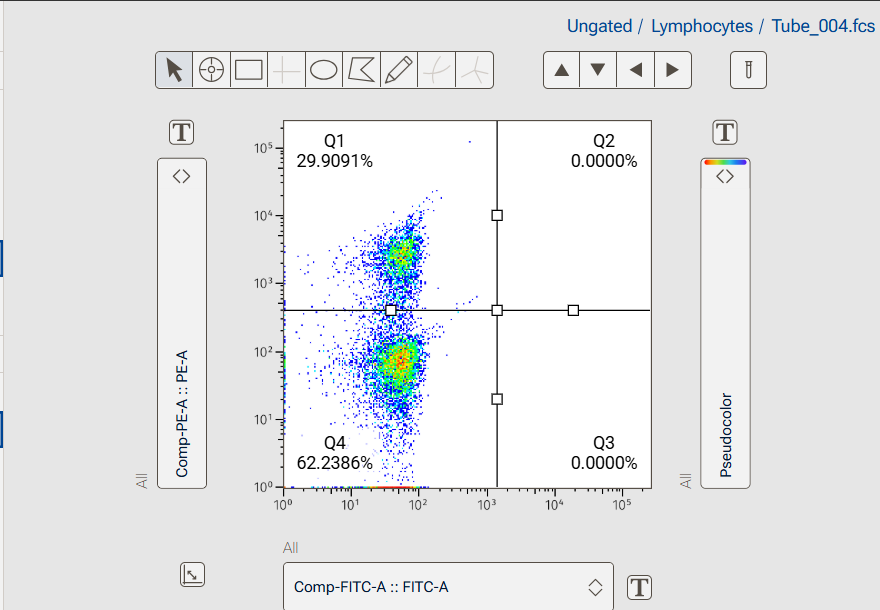 Ungated / Lymphocytes / Tube_004.fcs
T
T
Q1
29.9091%
Q2
0.0000%
10⁵
10⁴
10³
10²
10¹
10⁰
Comp-PE-A :: PE-A
All
Q4
62.2386%
Q3
0.0000%
10⁰ 10¹ 10² 10³ 10⁴ 10⁵
Pseudocolor
All
All
Comp-FITC-A :: FITC-A
T